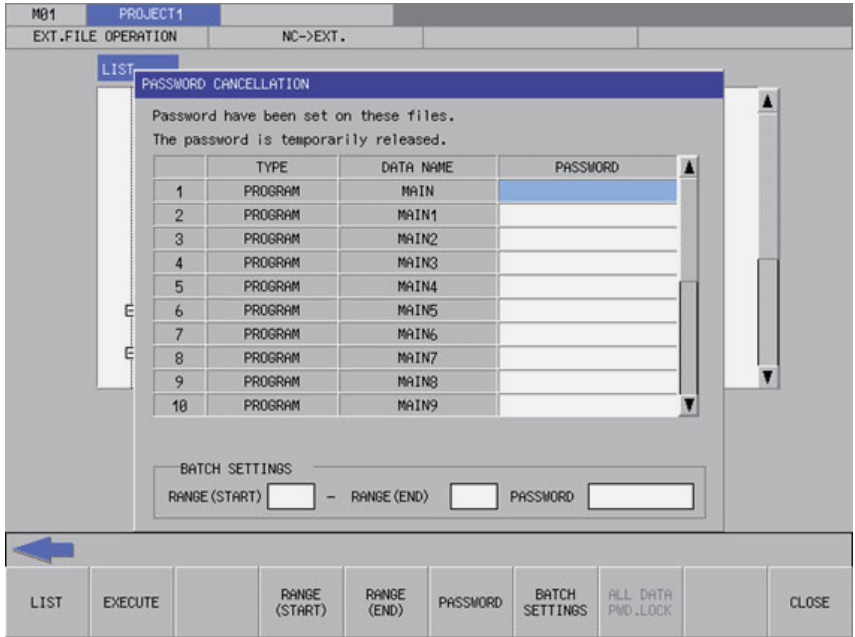 M01 PROJECT1
EXT.FILE OPERATION NC->EXT.
LIST
PASSWORD CANCELLATION
Password have been set on these files.
The password is temporarily released.
TYPE DATA NAME PASSWORD
1 PROGRAM MAIN
2 PROGRAM MAIN1
3 PROGRAM MAIN2
4 PROGRAM MAIN3
5 PROGRAM MAIN4
6 PROGRAM MAIN5
7 PROGRAM MAIN6
8 PROGRAM MAIN7
9 PROGRAM MAIN8
10 PROGRAM MAIN9
BATCH SETTINGS
RANGE(START) - RANGE(END) PASSWORD
LIST EXECUTE RANGE (START) RANGE (END) PASSWORD BATCH SETTINGS ALL DATA PWD.LOCK CLOSE